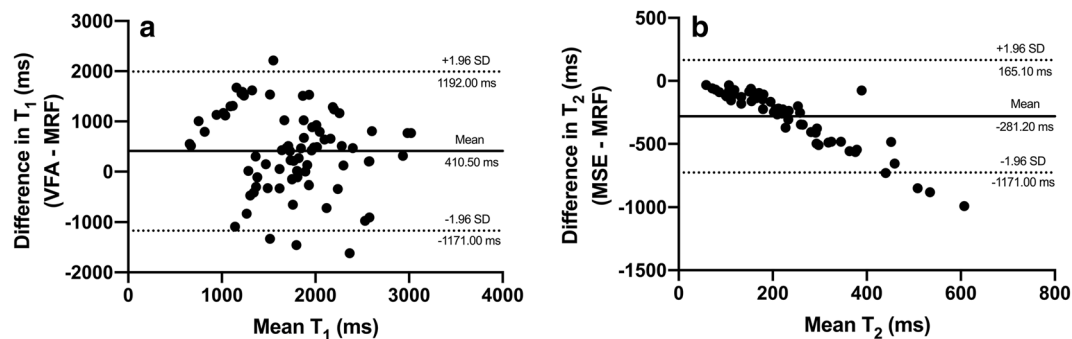 a
Difference in T1 (ms)
(VFA - MRF)
3000
2000
1000
0
-1000
-2000
+1.96 SD
1192.00 ms
Mean
410.50 ms
-1.96 SD
-1171.00 ms
0 1000 2000 3000 4000
Mean T1 (ms)
b
Difference in T2 (ms)
(MSE - MRF)
500
0
-500
-1000
-1500
+1.96 SD
165.10 ms
Mean
-281.20 ms
-1.96 SD
-1171.00 ms
0 200 400 600 800
Mean T2 (ms)